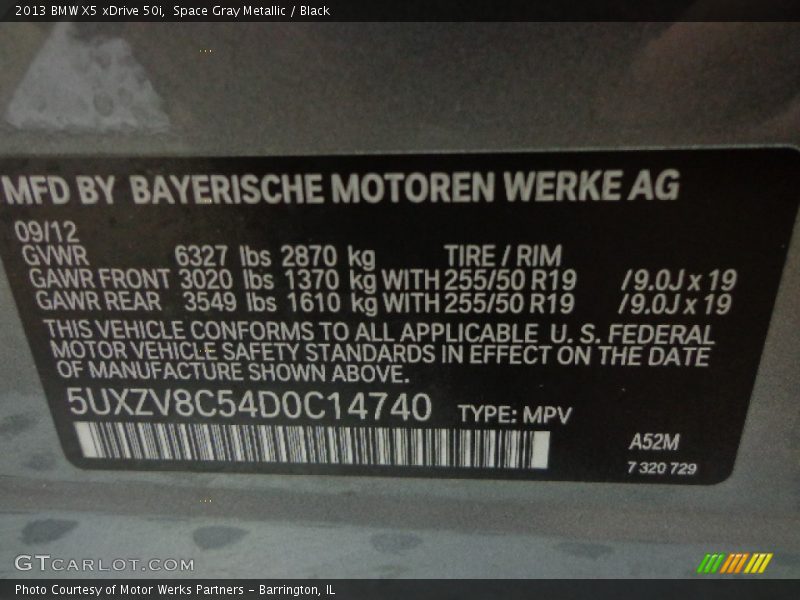 2013 BMW X5 xDrive 50i, Space Gray Metallic / Black
MFD BY BAYERISCHE MOTOREN WERKE AG
09/12
GVWR 6327 lbs 2870 kg TIRE / RIM
GAWR FRONT 3020 lbs 1370 kg WITH 255/50 R19 /9.0J x 19
GAWR REAR 3549 lbs 1610 kg WITH 255/50 R19 /9.0J x 19
THIS VEHICLE CONFORMS TO ALL APPLICABLE U. S. FEDERAL
MOTOR VEHICLE SAFETY STANDARDS IN EFFECT ON THE DATE
OF MANUFACTURE SHOWN ABOVE.
5UXZV8C54D0C14740 TYPE: MPV
A52M
7 320 729
GTCARLOT.COM
Photo Courtesy of Motor Werks Partners - Barrington, IL